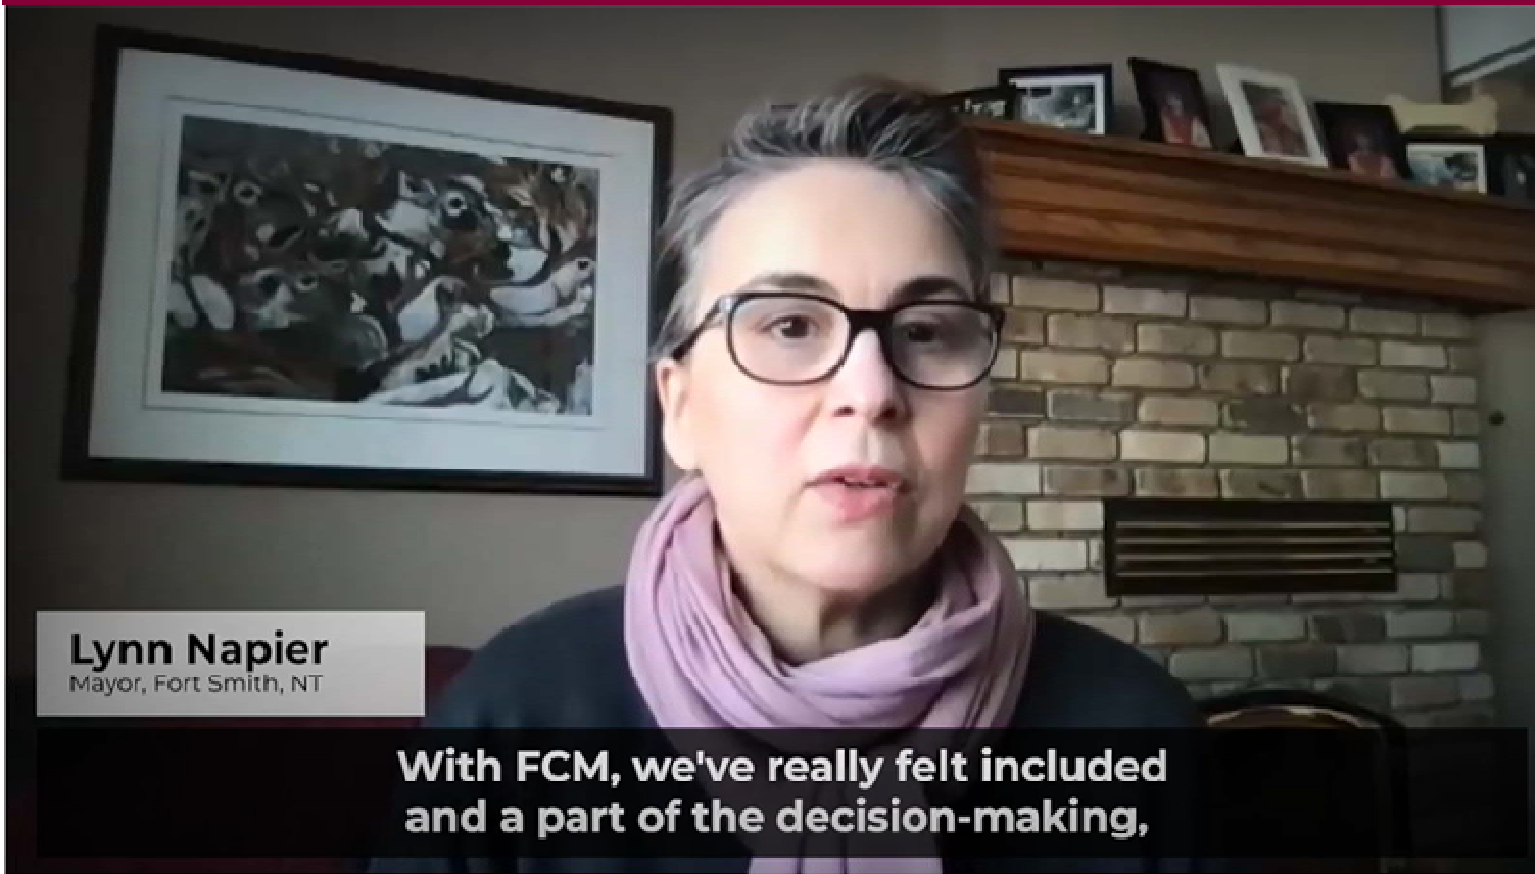 Lynn Napier
Mayor, Fort Smith, NT
With FCM, we've really felt included
and a part of the decision-making,